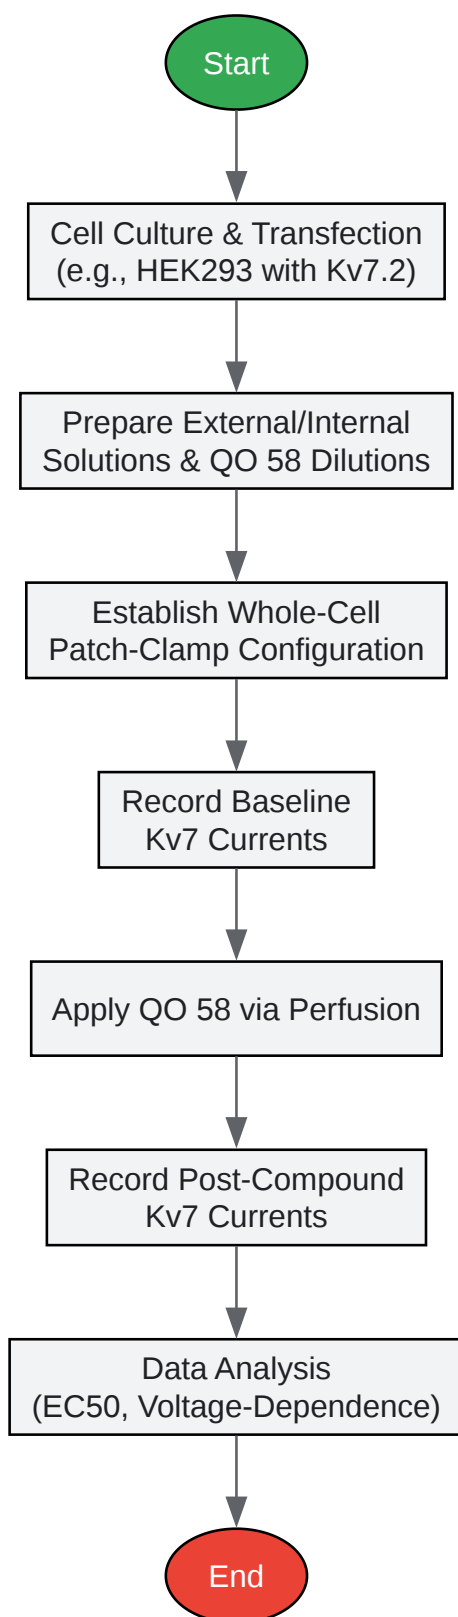 Start
Cell Culture & Transfection
(e.g., HEK293 with Kv7.2)
Prepare External/Internal
Solutions & QO 58 Dilutions
Establish Whole-Cell
Patch-Clamp Configuration
Record Baseline
Kv7 Currents
Apply QO 58 via Perfusion
Record Post-Compound
Kv7 Currents
Data Analysis
(EC50, Voltage-Dependence)
End